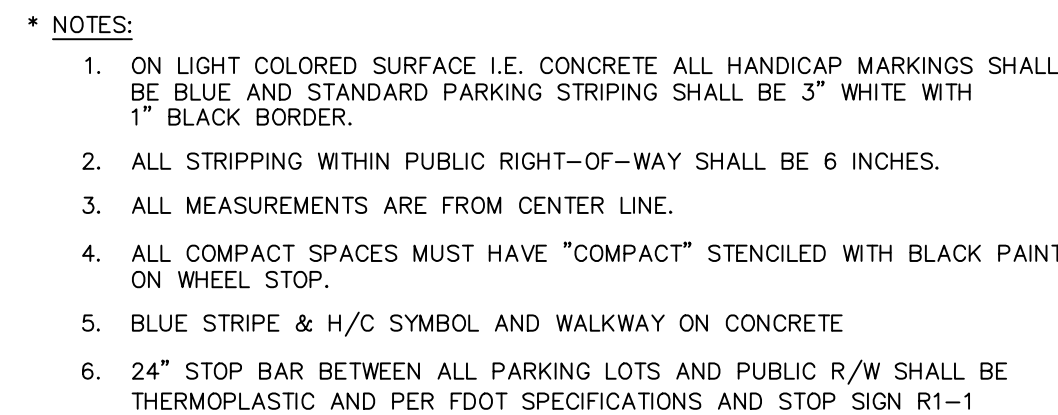 * NOTES:
1. ON LIGHT COLORED SURFACE I.E. CONCRETE ALL HANDICAP MARKINGS SHALL
BE BLUE AND STANDARD PARKING STRIPING SHALL BE 3" WHITE WITH
1" BLACK BORDER.
2. ALL STRIPPING WITHIN PUBLIC RIGHT-OF-WAY SHALL BE 6 INCHES.
3. ALL MEASUREMENTS ARE FROM CENTER LINE.
4. ALL COMPACT SPACES MUST HAVE "COMPACT" STENCILED WITH BLACK PAINT
ON WHEEL STOP.
5. BLUE STRIPE & H/C SYMBOL AND WALKWAY ON CONCRETE
6. 24" STOP BAR BETWEEN ALL PARKING LOTS AND PUBLIC R/W SHALL BE
THERMOPLASTIC AND PER FDOT SPECIFICATIONS AND STOP SIGN R1-1